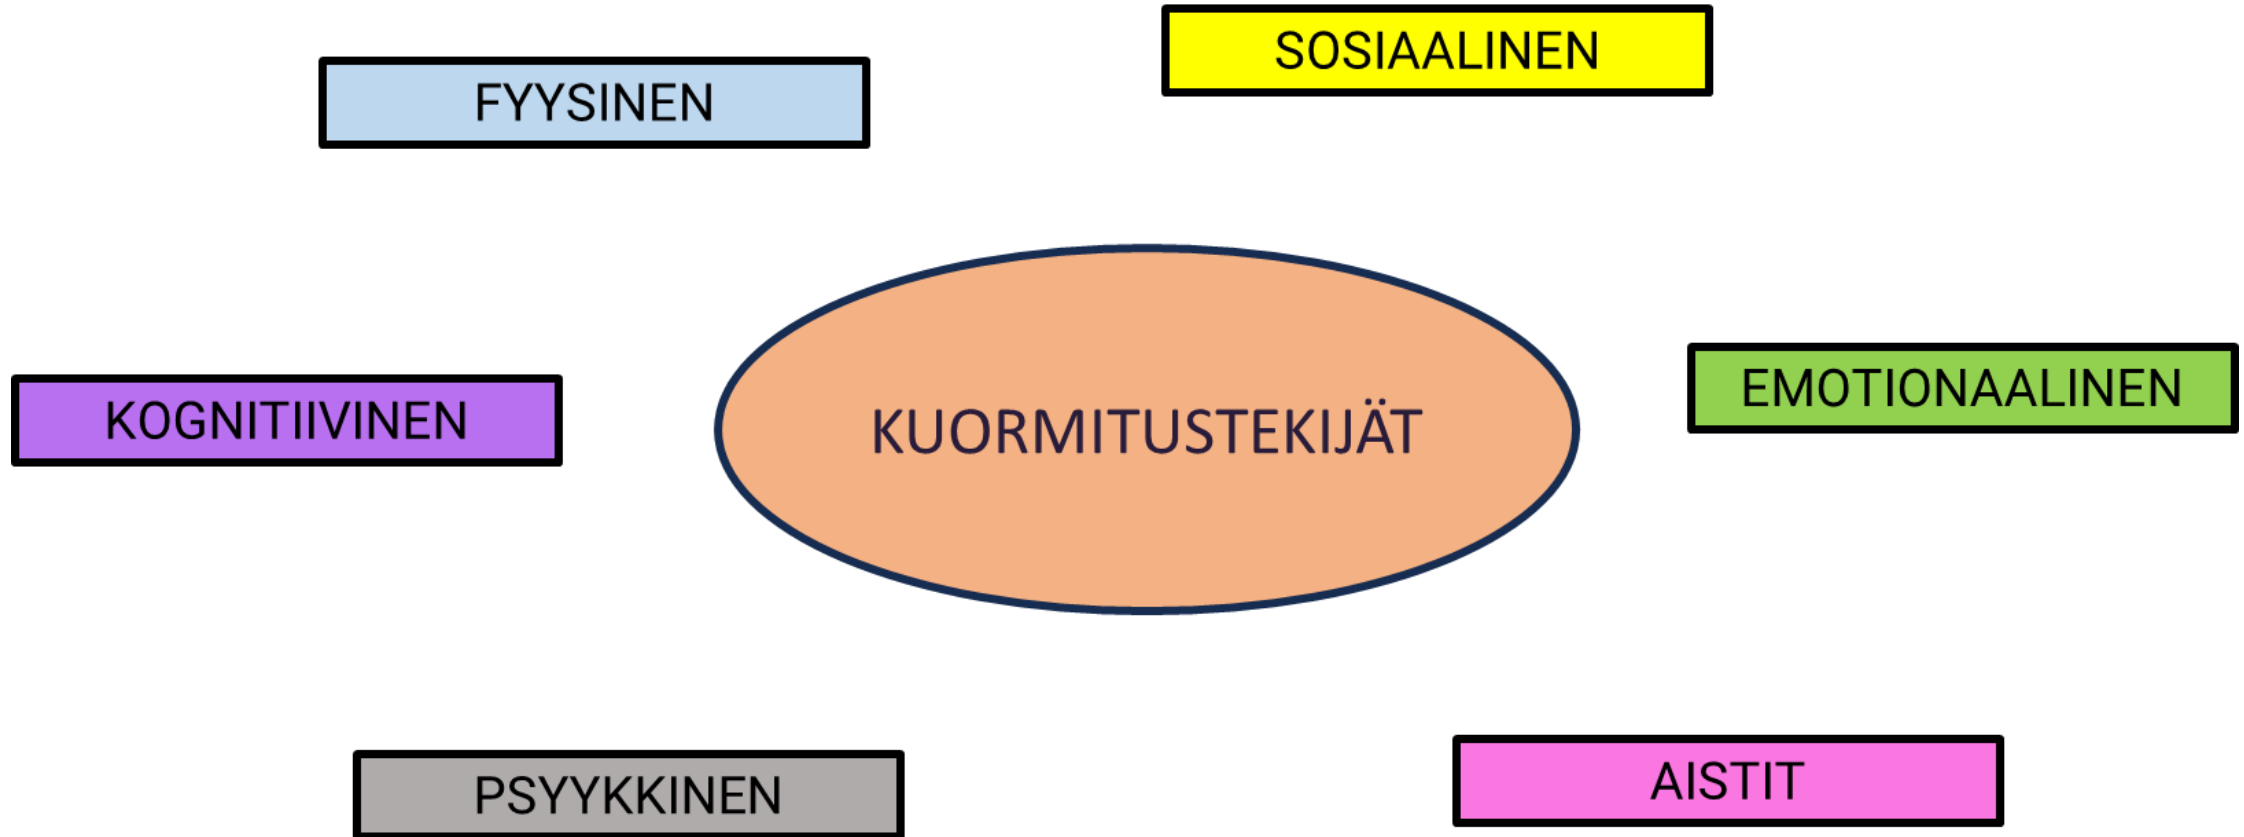 SOSIAALINEN
FYYSINEN
EMOTIONAALINEN
KOGNITIIVINEN
KUORMITUSTEKIJÄT
AISTIT
PSYYKKINEN